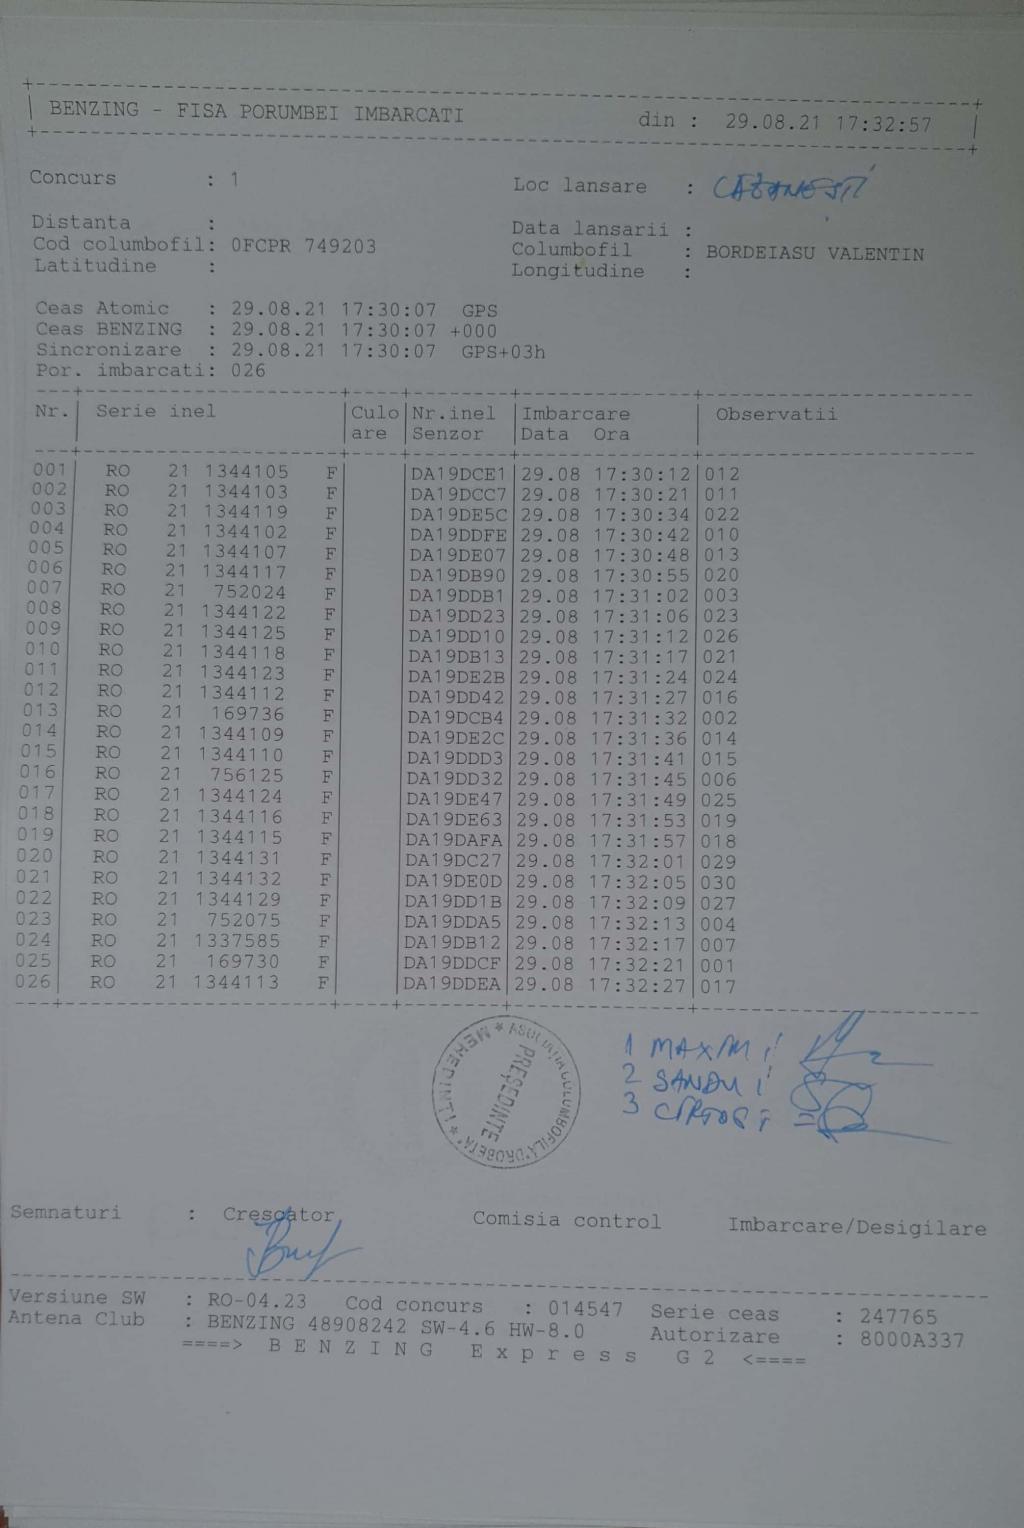 BENZING - FISA PORUMBEI IMBARCATI din : 29.08.21 17:32:57
Concurs : 1 Loc lansare : CAZANEȘTI
Distanta : Data lansarii :
Cod columbofil: 0FCPR 749203 Columbofil : BORDEIASU VALENTIN
Latitudine : Longitudine :
Ceas Atomic : 29.08.21 17:30:07 GPS
Ceas BENZING : 29.08.21 17:30:07 +000
Sincronizare : 29.08.21 17:30:07 GPS+03h
Por. imbarcati: 026
Nr. Serie inel Culo Nr.inel Imbarcare Observatii
are Senzor Data Ora
001 RO 21 1344105 F DA19DCE1 29.08 17:30:12 012
002 RO 21 1344103 F DA19DCC7 29.08 17:30:21 011
003 RO 21 1344119 F DA19DE5C 29.08 17:30:34 022
004 RO 21 1344102 F DA19DDFE 29.08 17:30:42 010
005 RO 21 1344107 F DA19DE07 29.08 17:30:48 013
006 RO 21 1344117 F DA19DB90 29.08 17:30:55 020
007 RO 21 752024 F DA19DDB1 29.08 17:31:02 003
008 RO 21 1344122 F DA19DD23 29.08 17:31:06 023
009 RO 21 1344125 F DA19DD10 29.08 17:31:12 026
010 RO 21 1344118 F DA19DB13 29.08 17:31:17 021
011 RO 21 1344123 F DA19DE2B 29.08 17:31:24 024
012 RO 21 1344112 F DA19DD42 29.08 17:31:27 016
013 RO 21 169736 F DA19DCB4 29.08 17:31:32 002
014 RO 21 1344109 F DA19DE2C 29.08 17:31:36 014
015 RO 21 1344110 F DA19DDD3 29.08 17:31:41 015
016 RO 21 756125 F DA19DD32 29.08 17:31:45 006
017 RO 21 1344124 F DA19DE47 29.08 17:31:49 025
018 RO 21 1344116 F DA19DE63 29.08 17:31:53 019
019 RO 21 1344115 F DA19DAFA 29.08 17:31:57 018
020 RO 21 1344131 F DA19DC27 29.08 17:32:01 029
021 RO 21 1344132 F DA19DE0D 29.08 17:32:05 030
022 RO 21 1344129 F DA19DD1B 29.08 17:32:09 027
023 RO 21 752075 F DA19DDA5 29.08 17:32:13 004
024 RO 21 1337585 F DA19DB12 29.08 17:32:17 007
025 RO 21 169730 F DA19DDCF 29.08 17:32:21 001
026 RO 21 1344113 F DA19DDEA 29.08 17:32:27 017
ASOCIAȚIA COLUMBOFILĂ "DROBETA" * MEHEDINȚI *
PREȘEDINTE
1 MAXIM
2 SANDU
3
Semnaturi : Crescator Comisia control Imbarcare/Desigilare
Versiune SW : RO-04.23 Cod concurs : 014547 Serie ceas : 247765
Antena Club : BENZING 48908242 SW-4.6 HW-8.0 Autorizare : 8000A337
====> B E N Z I N G E x p r e s s G 2 <====